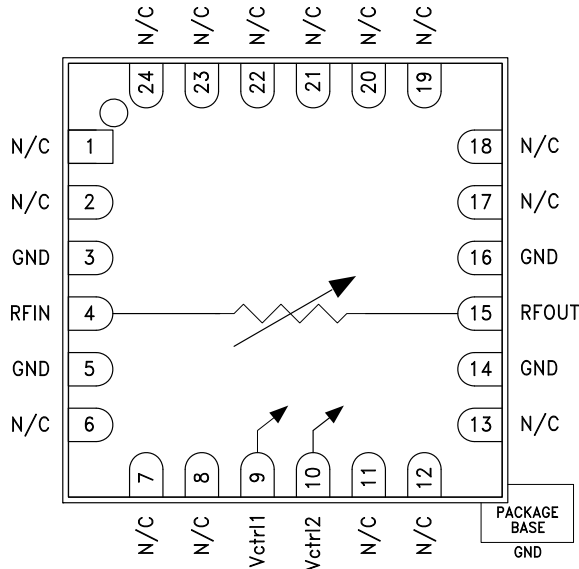 N/C N/C N/C N/C N/C N/C
24 23 22 21 20 19
N/C 1 18 N/C
N/C 2 17 N/C
GND 3 16 GND
RFIN 4 15 RFOUT
GND 5 14 GND
N/C 6 13 N/C
7 8 9 10 11 12
N/C N/C Vctrl1 Vctrl2 N/C N/C
PACKAGE
BASE
GND